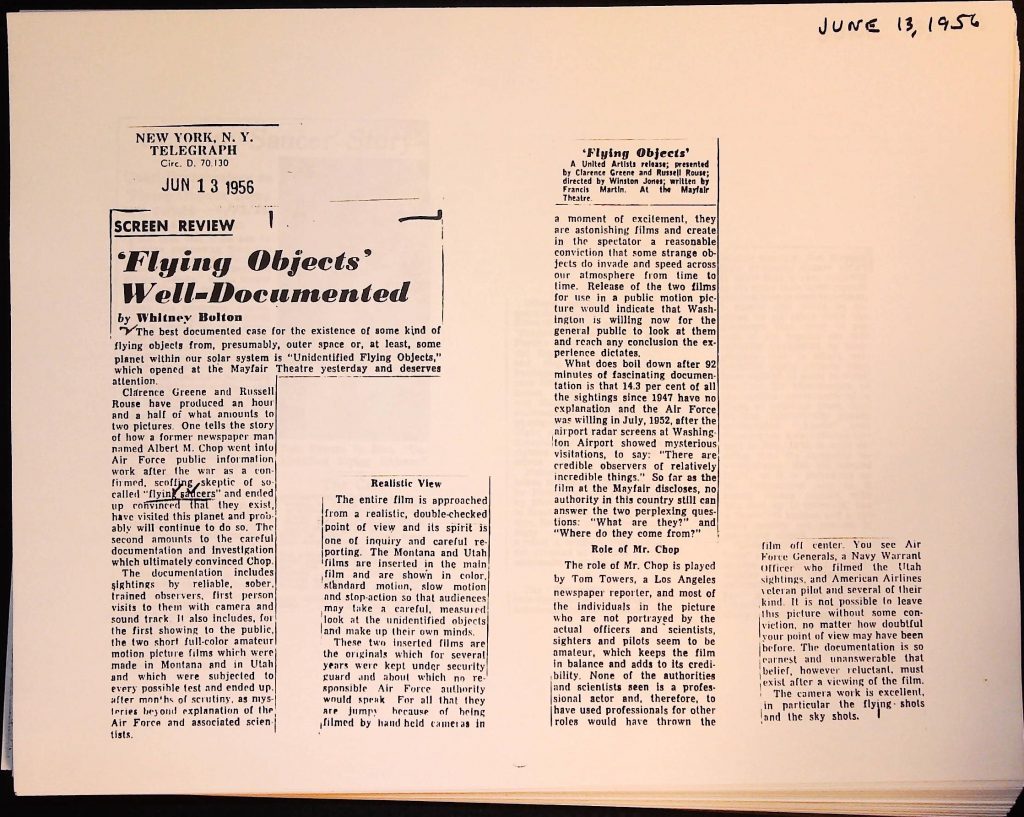 JUNE 13, 1956
NEW YORK, N. Y.
TELEGRAPH
Circ. D. 70,130
JUN 13 1956
SCREEN REVIEW
‘Flying Objects’
Well-Documented
by Whitney Bolton
The best documented case for the existence of some kind of
flying objects from, presumably, outer space or, at least, some
planet within our solar system is “Unidentified Flying Objects,”
which opened at the Mayfair Theatre yesterday and deserves
attention.
Clarence Greene and Russell
Rouse have produced an hour
and a half of what amounts to
two pictures. One tells the story
of how a former newspaper man
named Albert M. Chop went into
Air Force public information
work after the war as a con-
firmed, scoffing skeptic of so-
called “flying saucers” and ended
up convinced that they exist,
have visited this planet and prob-
ably will continue to do so. The
second amounts to the careful
documentation and investigation
which ultimately convinced Chop.
The documentation includes
sightings by reliable, sober,
trained observers, first person
visits to them with camera and
sound track. It also includes, for
the first showing to the public,
the two short full-color amateur
motion picture films which were
made in Montana and in Utah
and which were subjected to
every possible test and ended up,
after months of scrutiny, as mys-
teries beyond explanation of the
Air Force and associated scien-
tists.
Realistic View
The entire film is approached
from a realistic, double-checked
point of view and its spirit is
one of inquiry and careful re-
porting. The Montana and Utah
films are inserted in the main
film and are shown in color,
standard motion, slow motion
and stop-action so that audiences
may take a careful, measured
look at the unidentified objects
and make up their own minds.
These two inserted films are
the originals which for several
years were kept under security
guard and about which no re-
sponsible Air Force authority
would speak. For all that they
are jumpy because of being
filmed by hand held cameras in
‘Flying Objects’
A United Artists release; presented
by Clarence Greene and Russell Rouse;
directed by Winston Jones; written by
Francis Martin. At the Mayfair
Theatre.
a moment of excitement, they
are astonishing films and create
in the spectator a reasonable
conviction that some strange ob-
jects do invade and speed across
our atmosphere from time to
time. Release of the two films
for use in a public motion pic-
ture would indicate that Wash-
ington is willing now for the
general public to look at them
and reach any conclusion the ex-
perience dictates.
What does boil down after 92
minutes of fascinating documen-
tation is that 14.3 per cent of all
the sightings since 1947 have no
explanation and the Air Force
was willing in July, 1952, after the
airport radar screens at Washing-
ton Airport showed mysterious
visitations, to say: “There are
credible observers of relatively
incredible things.” So far as the
film at the Mayfair discloses, no
authority in this country still can
answer the two perplexing ques-
tions: “What are they?” and
“Where do they come from?”
Role of Mr. Chop
The role of Mr. Chop is played
by Tom Towers, a Los Angeles
newspaper reporter, and most of
the individuals in the picture
who are not portrayed by the
actual officers and scientists,
sighters and pilots seem to be
amateur, which keeps the film
in balance and adds to its credi-
bility. None of the authorities
and scientists seen is a profes-
sional actor and, therefore, to
have used professionals for other
roles would have thrown the
film off center. You see Air
Force Generals, a Navy Warrant
Officer who filmed the Utah
sightings, and American Airlines
veteran pilot and several of their
kind. It is not possible to leave
this picture without some con-
viction, no matter how doubtful
your point of view may have been
before. The documentation is so
earnest and unanswerable that
belief, however reluctant, must
exist after a viewing of the film.
The camera work is excellent,
in particular the flying shots
and the sky shots.